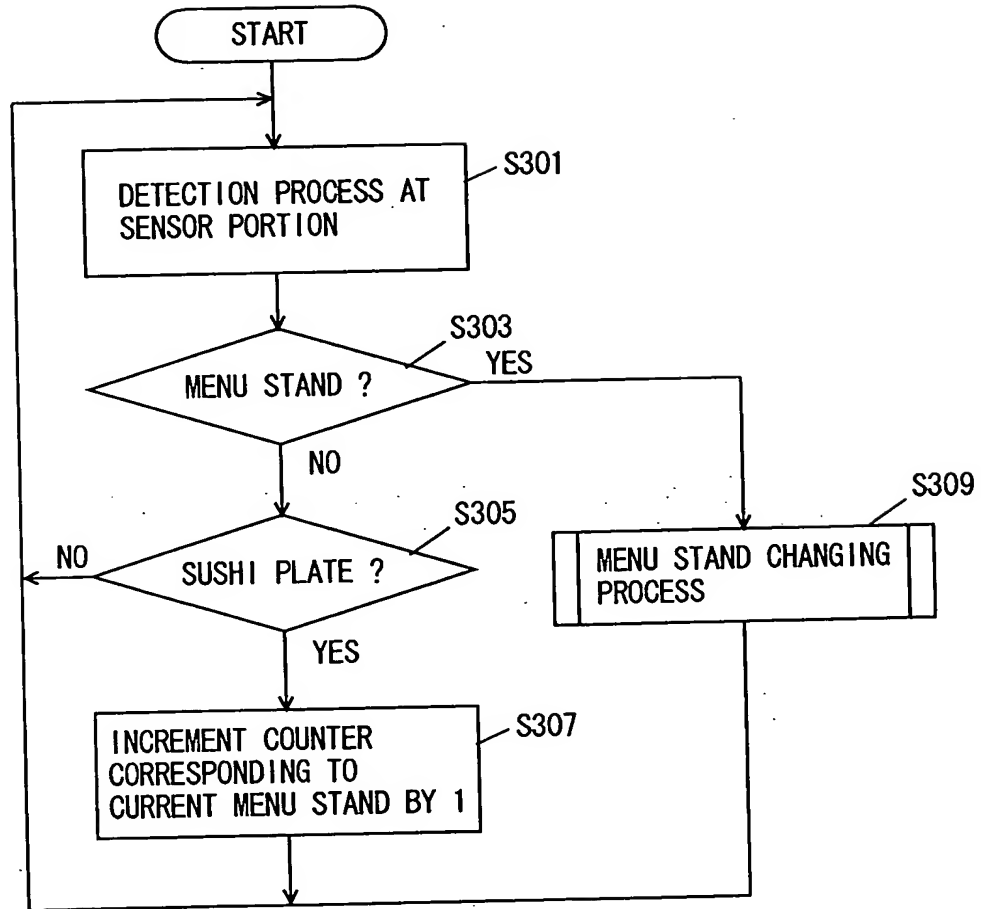 START
S301
DETECTION PROCESS AT
SENSOR PORTION
S303
MENU STAND ?
YES
NO
S305
SUSHI PLATE ?
NO
YES
S309
MENU STAND CHANGING
PROCESS
S307
INCREMENT COUNTER
CORRESPONDING TO
CURRENT MENU STAND BY 1